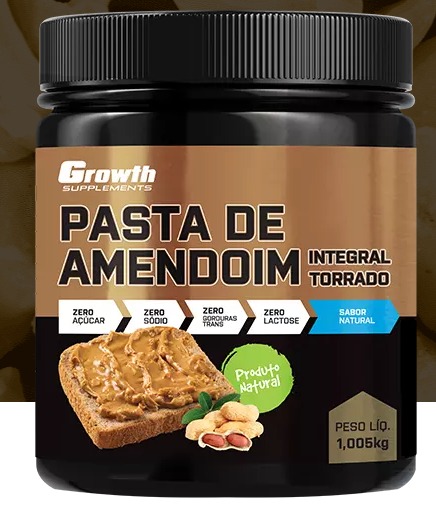 Growth
SUPPLEMENTS
PASTA DE
AMENDOIM
INTEGRAL
TORRADO
ZERO
AÇÚCAR
ZERO
SÓDIO
ZERO
GORDURAS
TRANS
ZERO
LACTOSE
SABOR
NATURAL
Produto
Natural
PESO LÍQ.
1,005kg